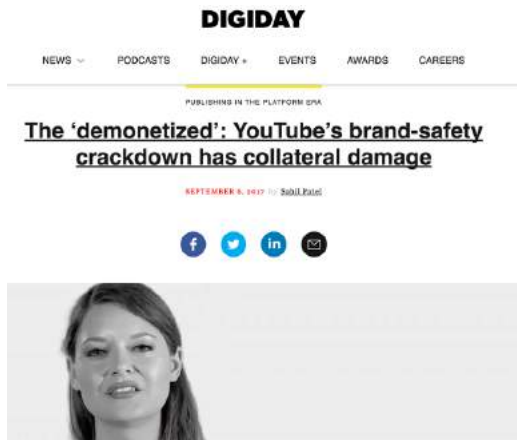 DIGIDAY
NEWS PODCASTS DIGIDAY + EVENTS AWARDS CAREERS
PUBLISHING IN THE PLATFORM ERA
The ‘demonetized’: YouTube’s brand-safety
crackdown has collateral damage
SEPTEMBER 8, 2017 by Sahil Patel
f in